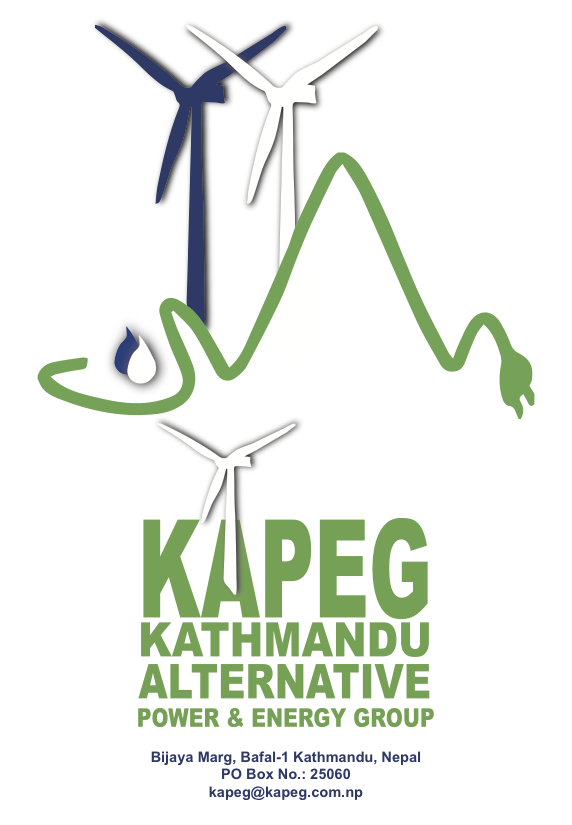 KAPEG
KATHMANDU
ALTERNATIVE
POWER & ENERGY GROUP
Bijaya Marg, Bafal-1 Kathmandu, Nepal
PO Box No.: 25060
kapeg@kapeg.com.np